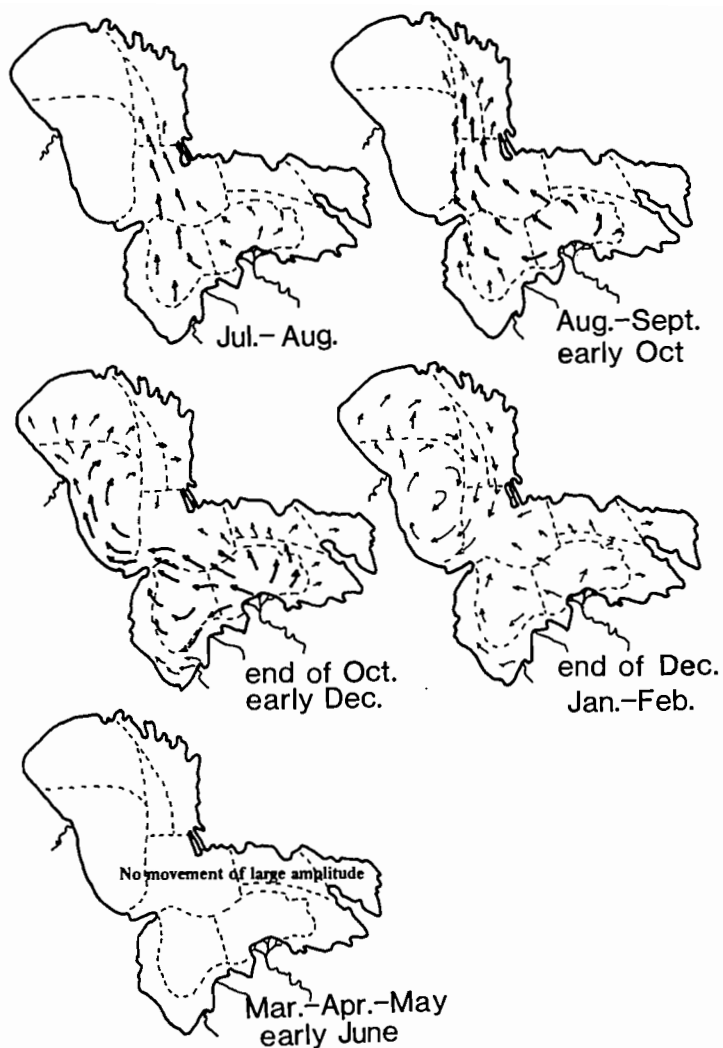 Jul.-Aug.
Aug.-Sept.
early Oct
end of Oct.
early Dec.
end of Dec.
Jan.-Feb.
No movement of large amplitude
Mar.-Apr.-May
early June